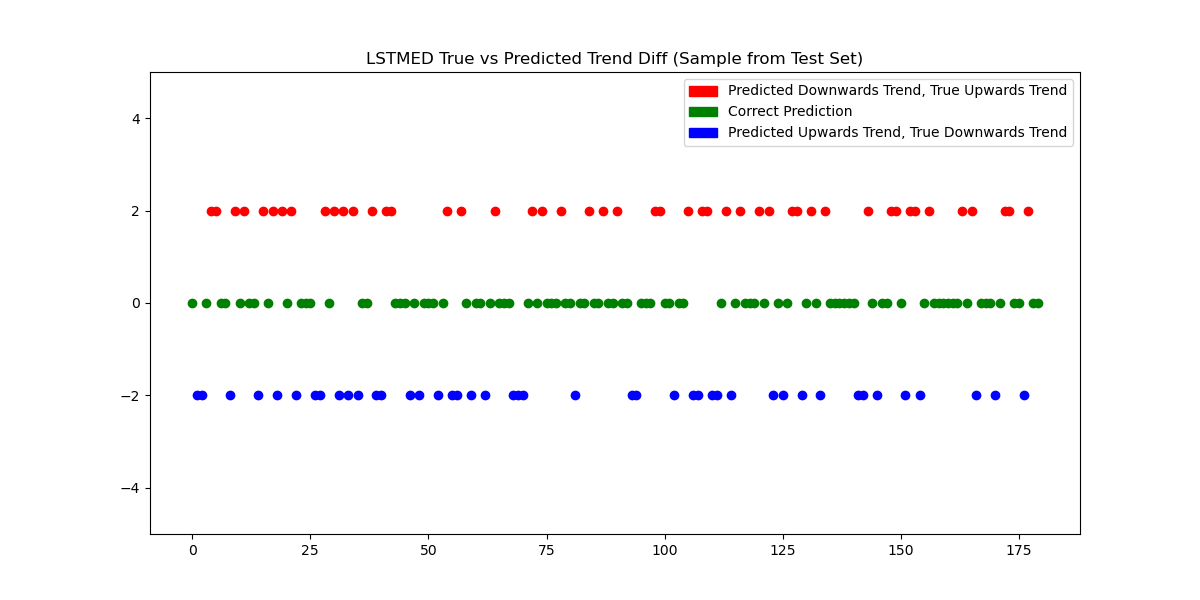 LSTMED True vs Predicted Trend Diff (Sample from Test Set)
Predicted Downwards Trend, True Upwards Trend
Correct Prediction
Predicted Upwards Trend, True Downwards Trend
4
2
0
−2
−4
0 25 50 75 100 125 150 175